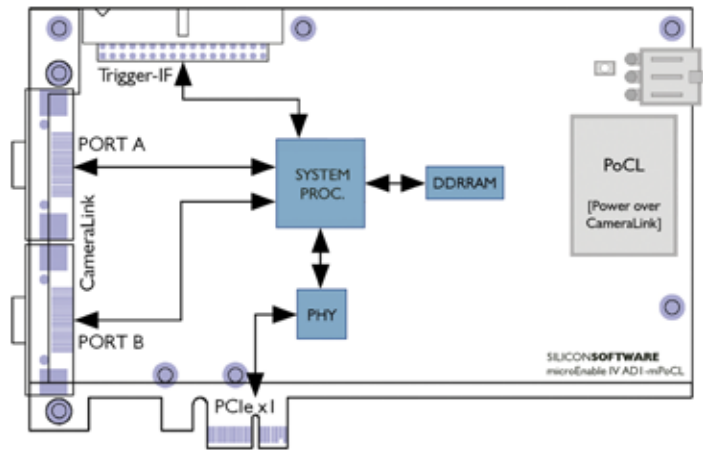 Trigger-IF
PORT A
CameraLink
PORT B
SYSTEM
PROC.
DDRRAM
PHY
PCIe x1
PoCL
[Power over
CameraLink]
SILICONSOFTWARE
microEnable IV AD1-mPoCL